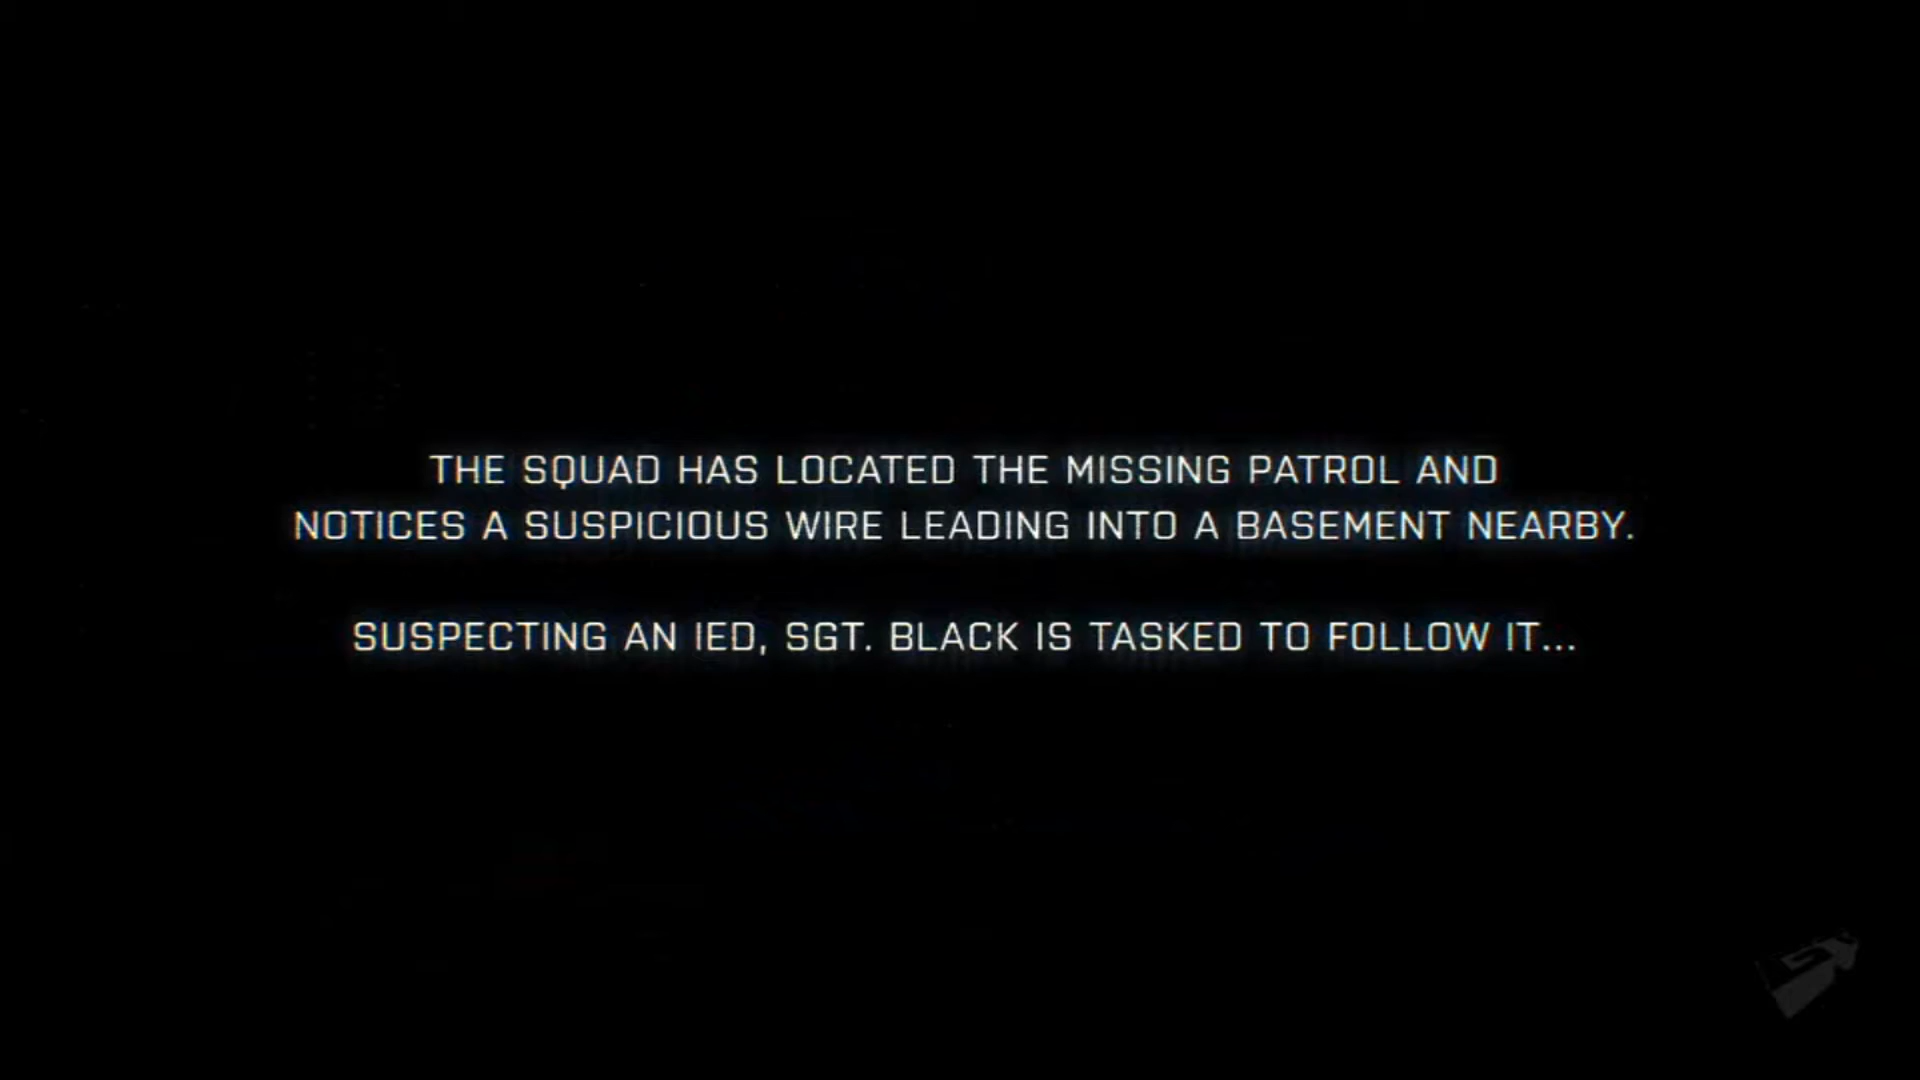 THE SQUAD HAS LOCATED THE MISSING PATROL AND
NOTICES A SUSPICIOUS WIRE LEADING INTO A BASEMENT NEARBY.
SUSPECTING AN IED, SGT. BLACK IS TASKED TO FOLLOW IT...